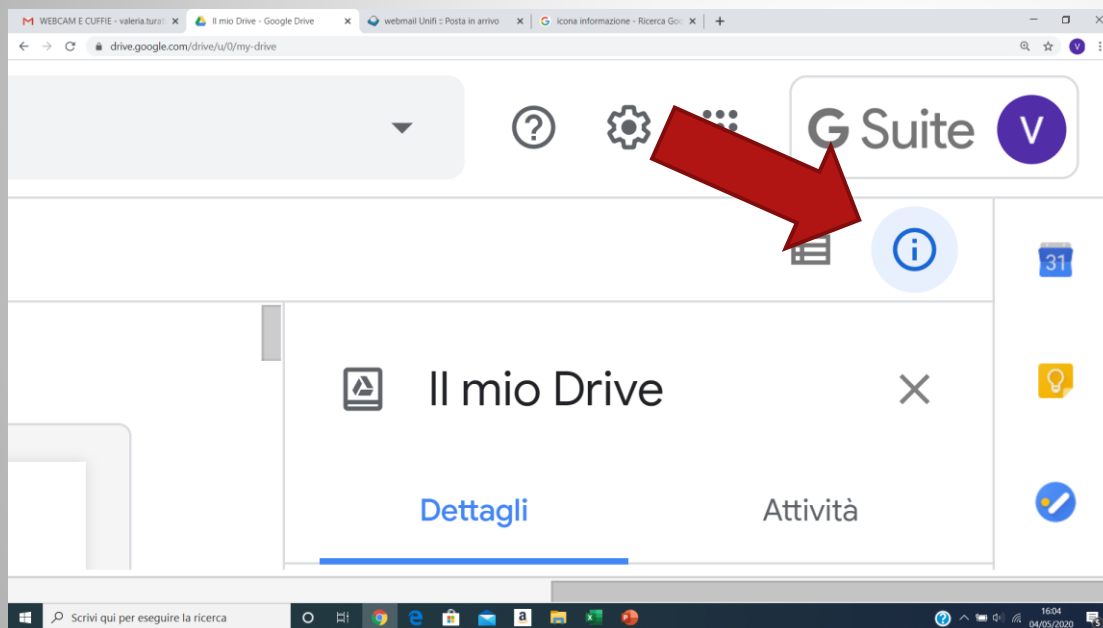 WEBCAM E CUFFIE - valeria.turat
Il mio Drive - Google Drive
webmail Unifi :: Posta in arrivo
icona informazione - Ricerca Goo
drive.google.com/drive/u/0/my-drive
V
G Suite
V
31
Il mio Drive
Dettagli
Attività
Scrivi qui per eseguire la ricerca
16:04
04/05/2020
5